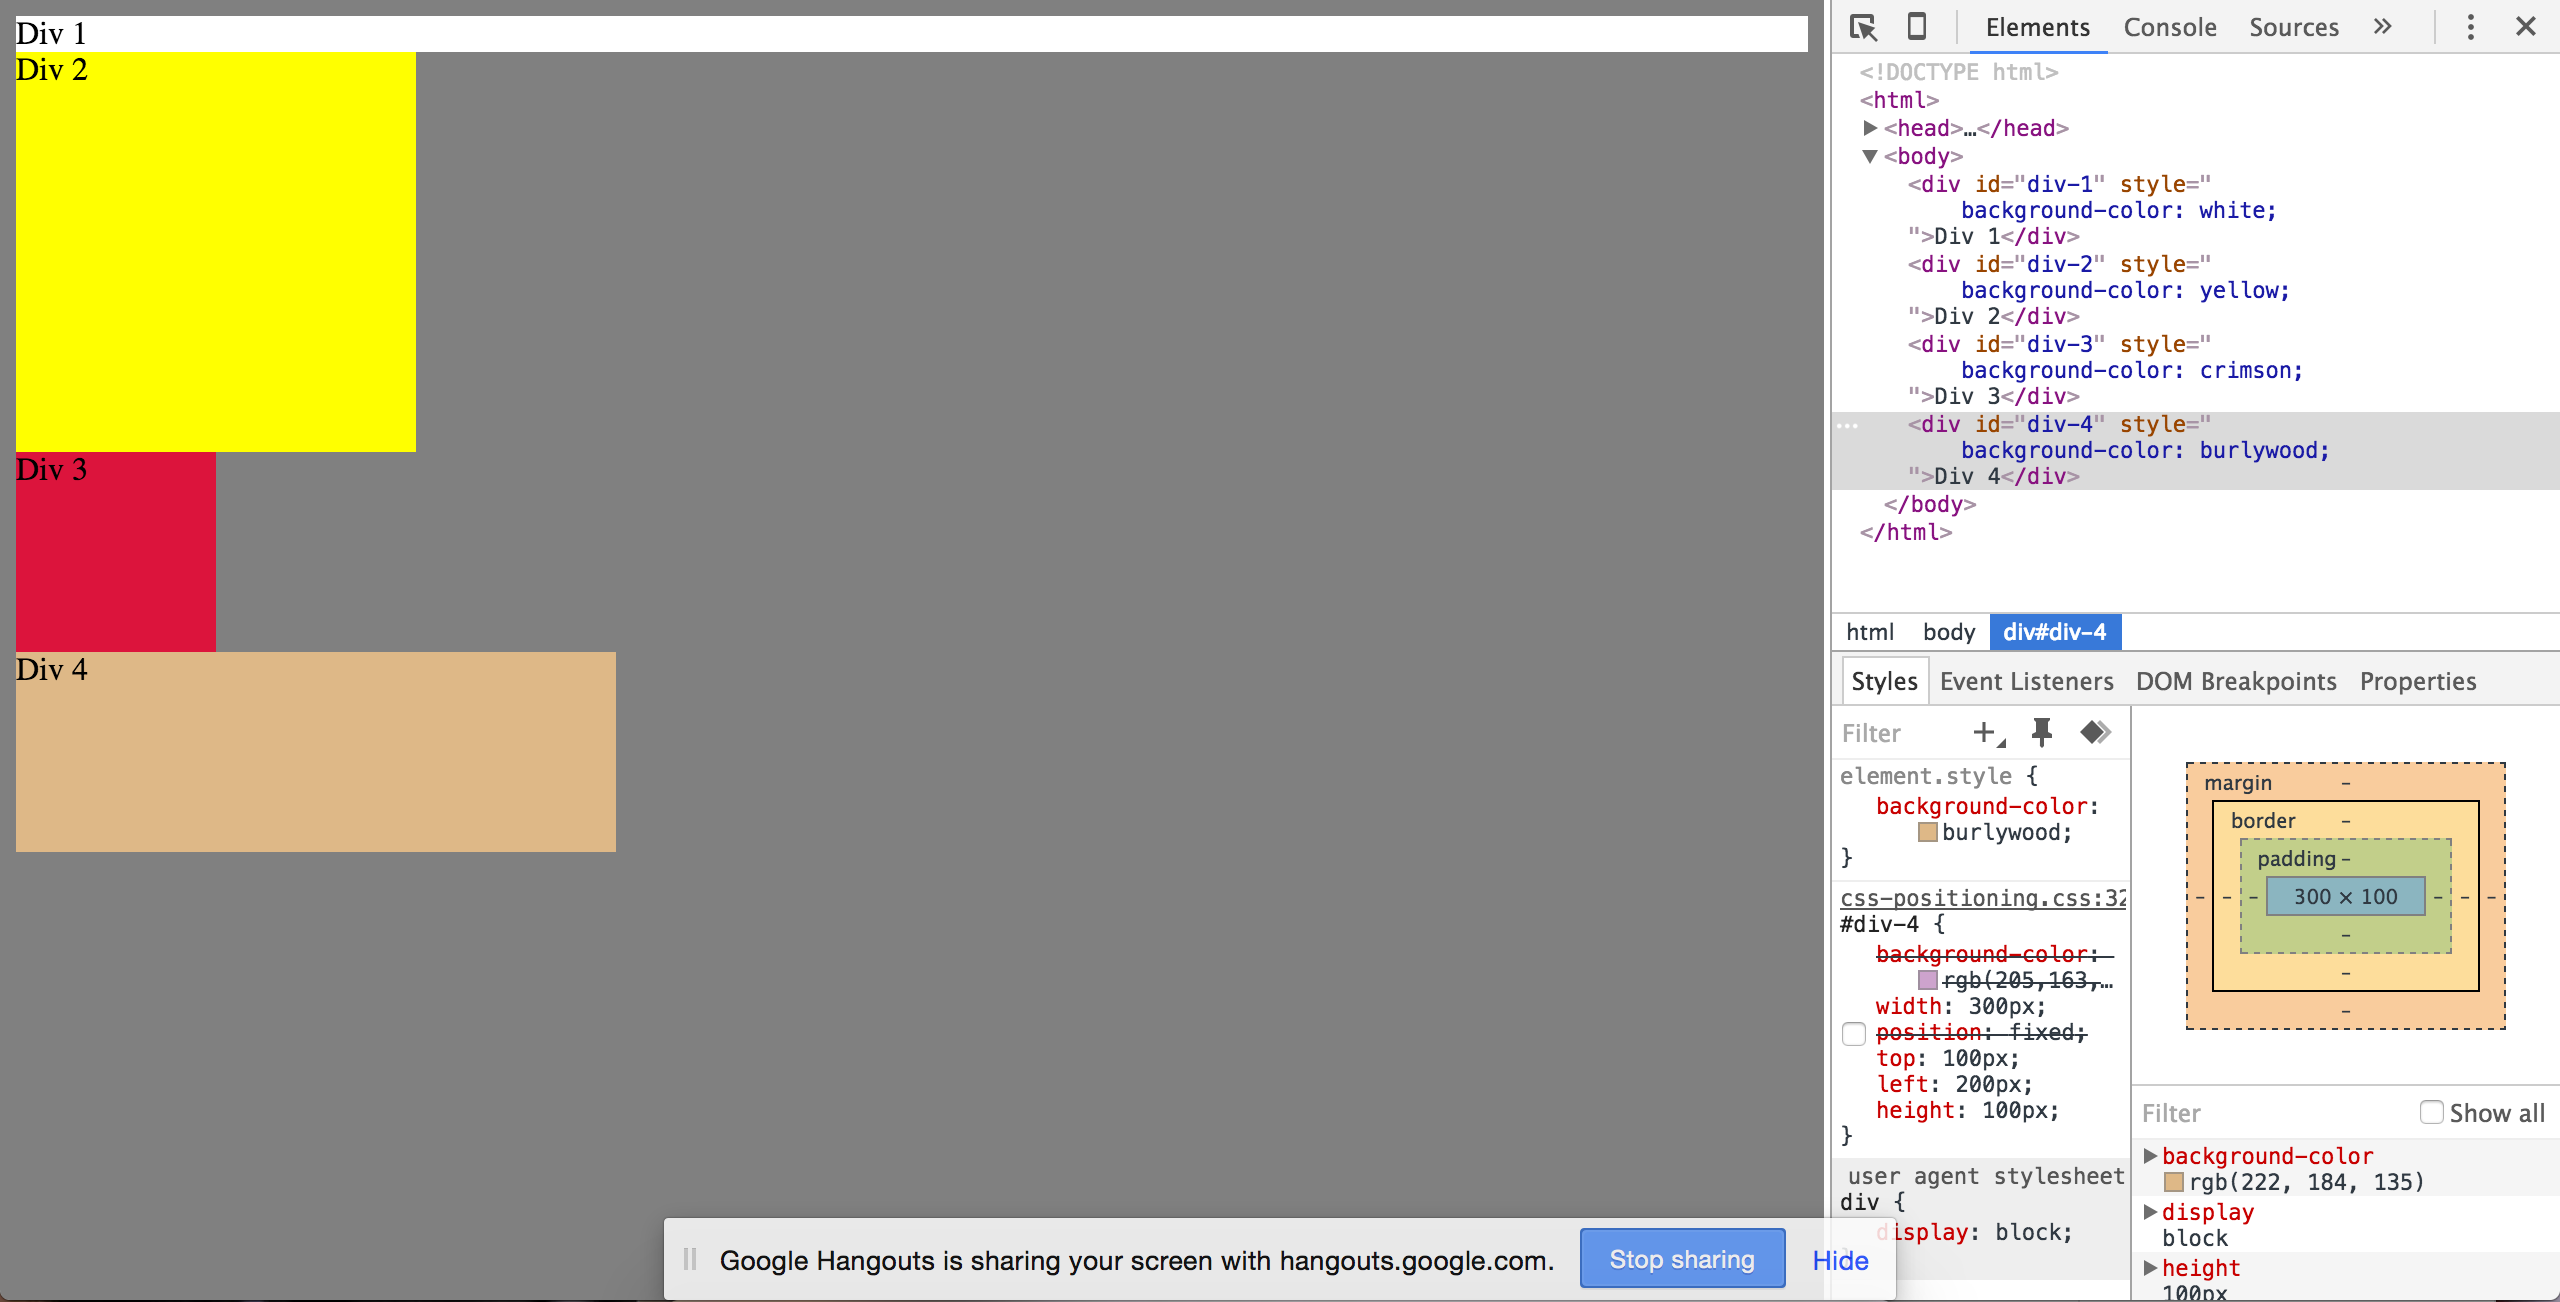 Div 1
Div 2
Div 3
Div 4
Elements Console Sources »
<!DOCTYPE html>
<html>
<head>…</head>
<body>
<div id="div-1" style="
background-color: white;
">Div 1</div>
<div id="div-2" style="
background-color: yellow;
">Div 2</div>
<div id="div-3" style="
background-color: crimson;
">Div 3</div>
<div id="div-4" style="
background-color: burlywood;
">Div 4</div>
</body>
</html>
html body div#div-4
Styles Event Listeners DOM Breakpoints Properties
Filter
element.style {
background-color:
burlywood;
}
css-positioning.css:32
#div-4 {
background-color:
rgb(205,163,…
width: 300px;
position: fixed;
top: 100px;
left: 200px;
height: 100px;
}
user agent stylesheet
div {
display: block;
margin -
border -
padding -
- - - 300 × 100 - - -
-
-
-
Filter Show all
background-color
rgb(222, 184, 135)
display
block
height
100px
Google Hangouts is sharing your screen with hangouts.google.com. Stop sharing Hide